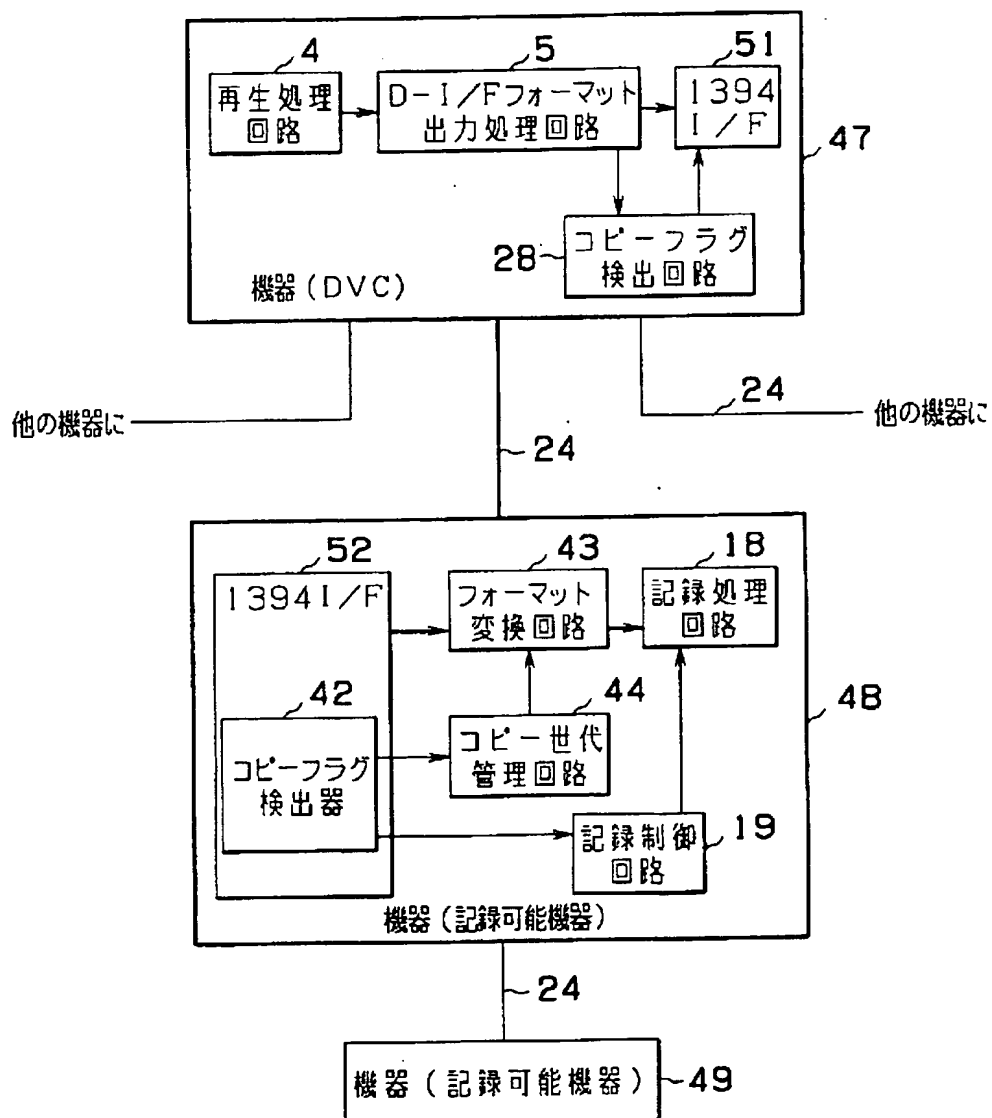 4
5
51
再生処理
回路
D-I/Fフォーマット
出力処理回路
1394
I/F
47
28
コピーフラグ
検出回路
機器(DVC)
24
他の機器に
他の機器に
24
52
43
18
1394I/F
フォーマット
変換回路
記録処理
回路
42
44
48
コピーフラグ
検出器
コピー世代
管理回路
記録制御
回路
19
機器(記録可能機器)
24
機器(記録可能機器)
49